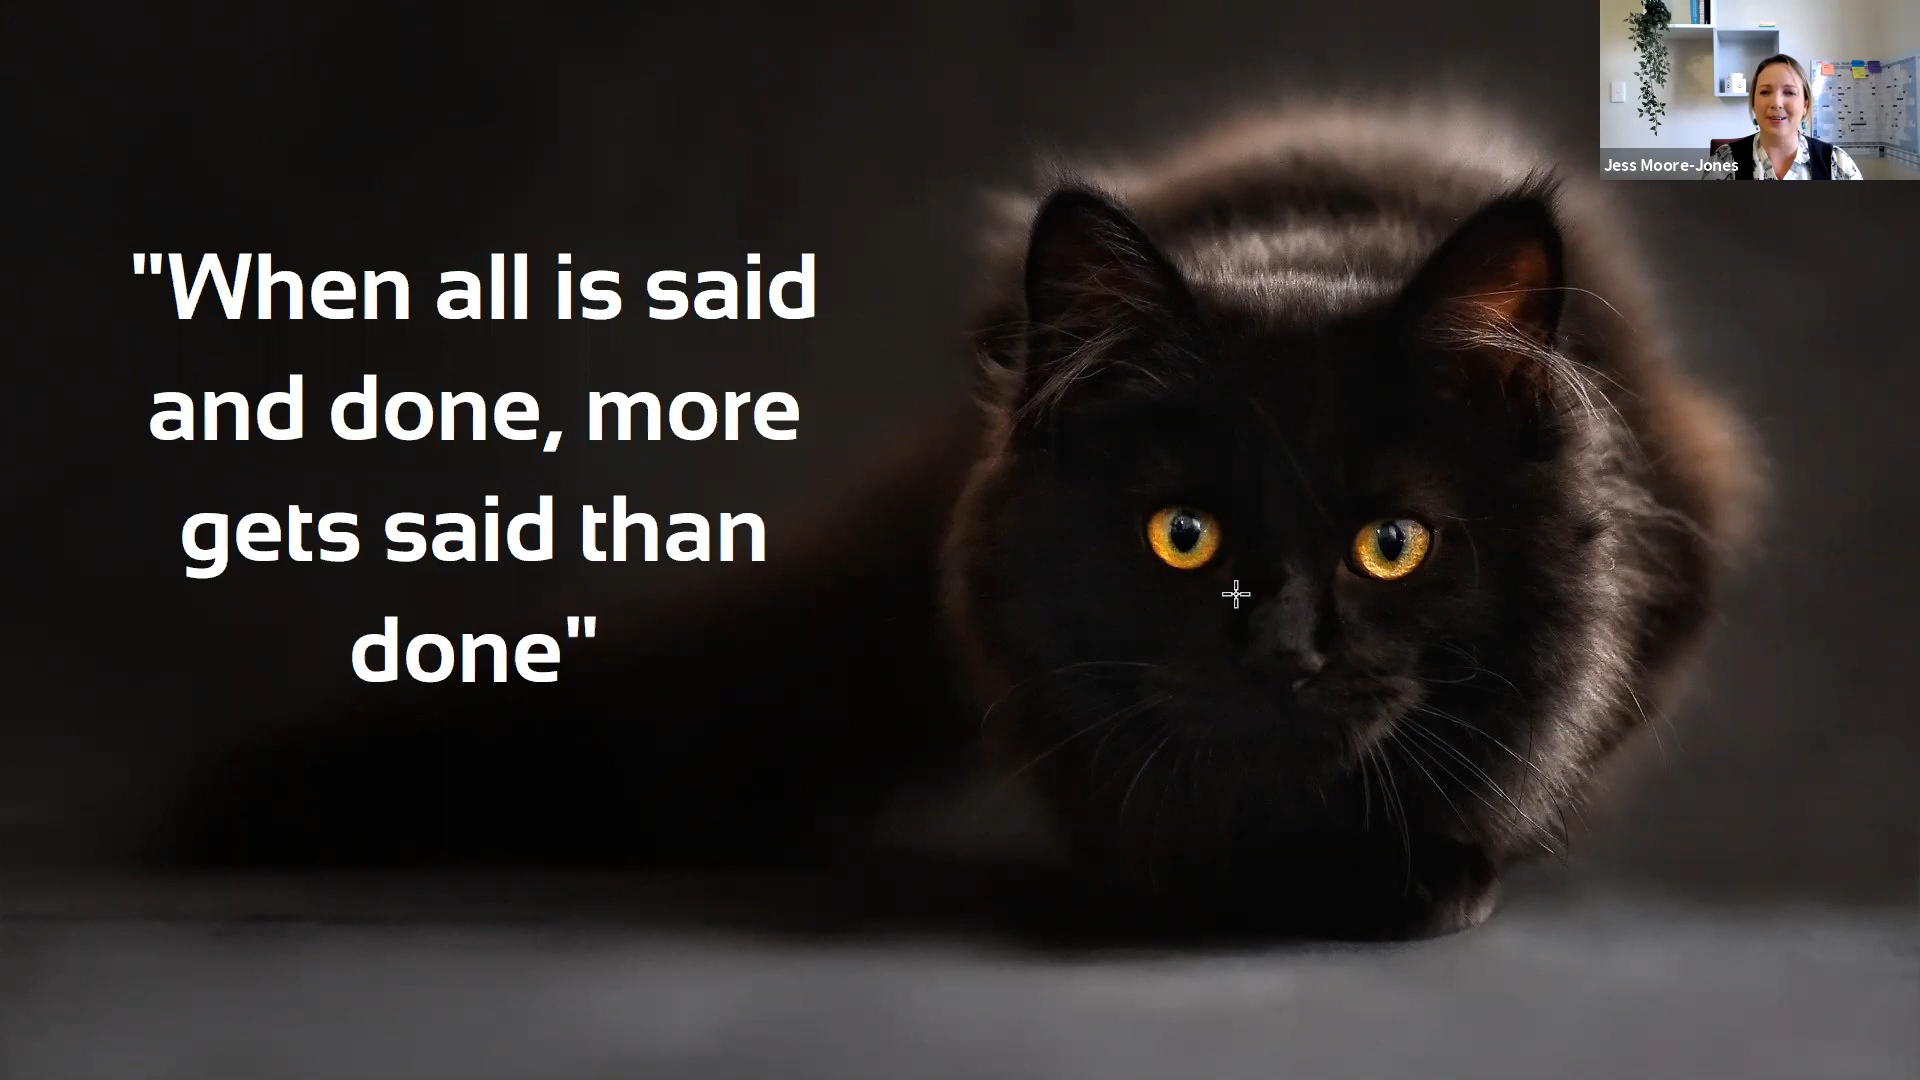 "When all is said
and done, more
gets said than
done"
Jess Moore-Jones